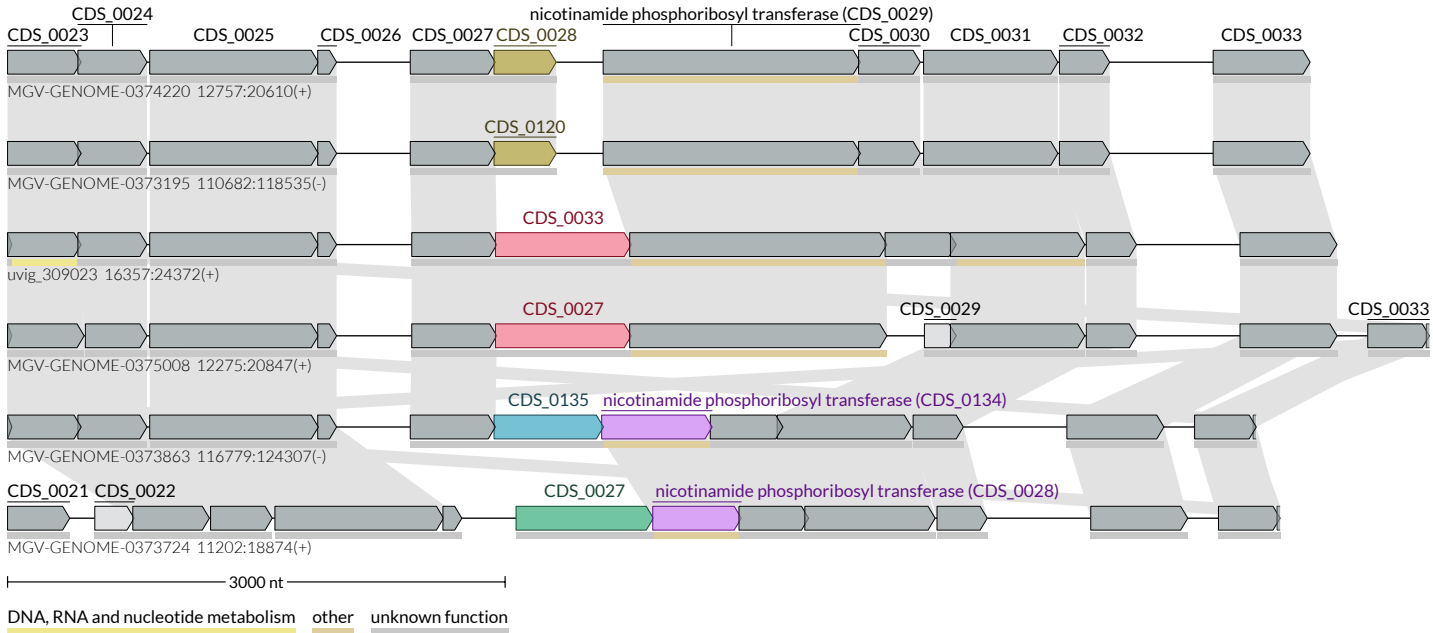 CDS_0024 nicotinamide phosphoribosyl transferase (CDS_0029)
CDS_0023 CDS_0025 CDS_0026 CDS_0027 CDS_0028 CDS_0030 CDS_0031 CDS_0032 CDS_0033
MGV-GENOME-0374220 12757:20610(+)
CDS_0120
MGV-GENOME-0373195 110682:118535(-)
CDS_0033
uvig_309023 16357:24372(+)
CDS_0027 CDS_0029 CDS_0033
MGV-GENOME-0375008 12275:20847(+)
CDS_0135 nicotinamide phosphoribosyl transferase (CDS_0134)
MGV-GENOME-0373863 116779:124307(-)
CDS_0021 CDS_0022 CDS_0027 nicotinamide phosphoribosyl transferase (CDS_0028)
MGV-GENOME-0373724 11202:18874(+)
3000 nt
DNA, RNA and nucleotide metabolism other unknown function